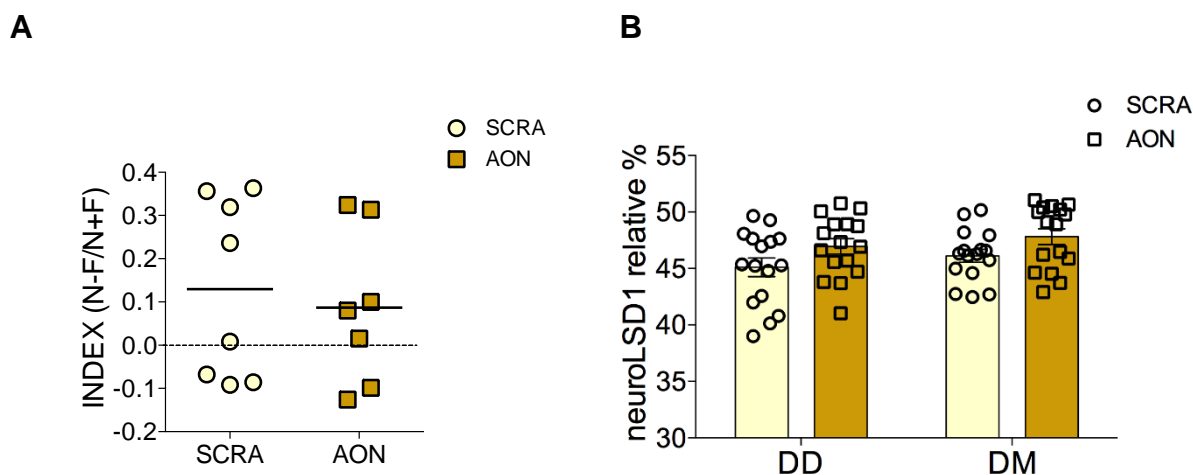 A
SCRA
AON
INDEX (N-F/N+F)
0.4
0.3
0.2
0.1
0.0
-0.1
-0.2
SCRA AON
B
SCRA
AON
neuroLSD1 relative %
55
50
45
40
35
30
DD DM